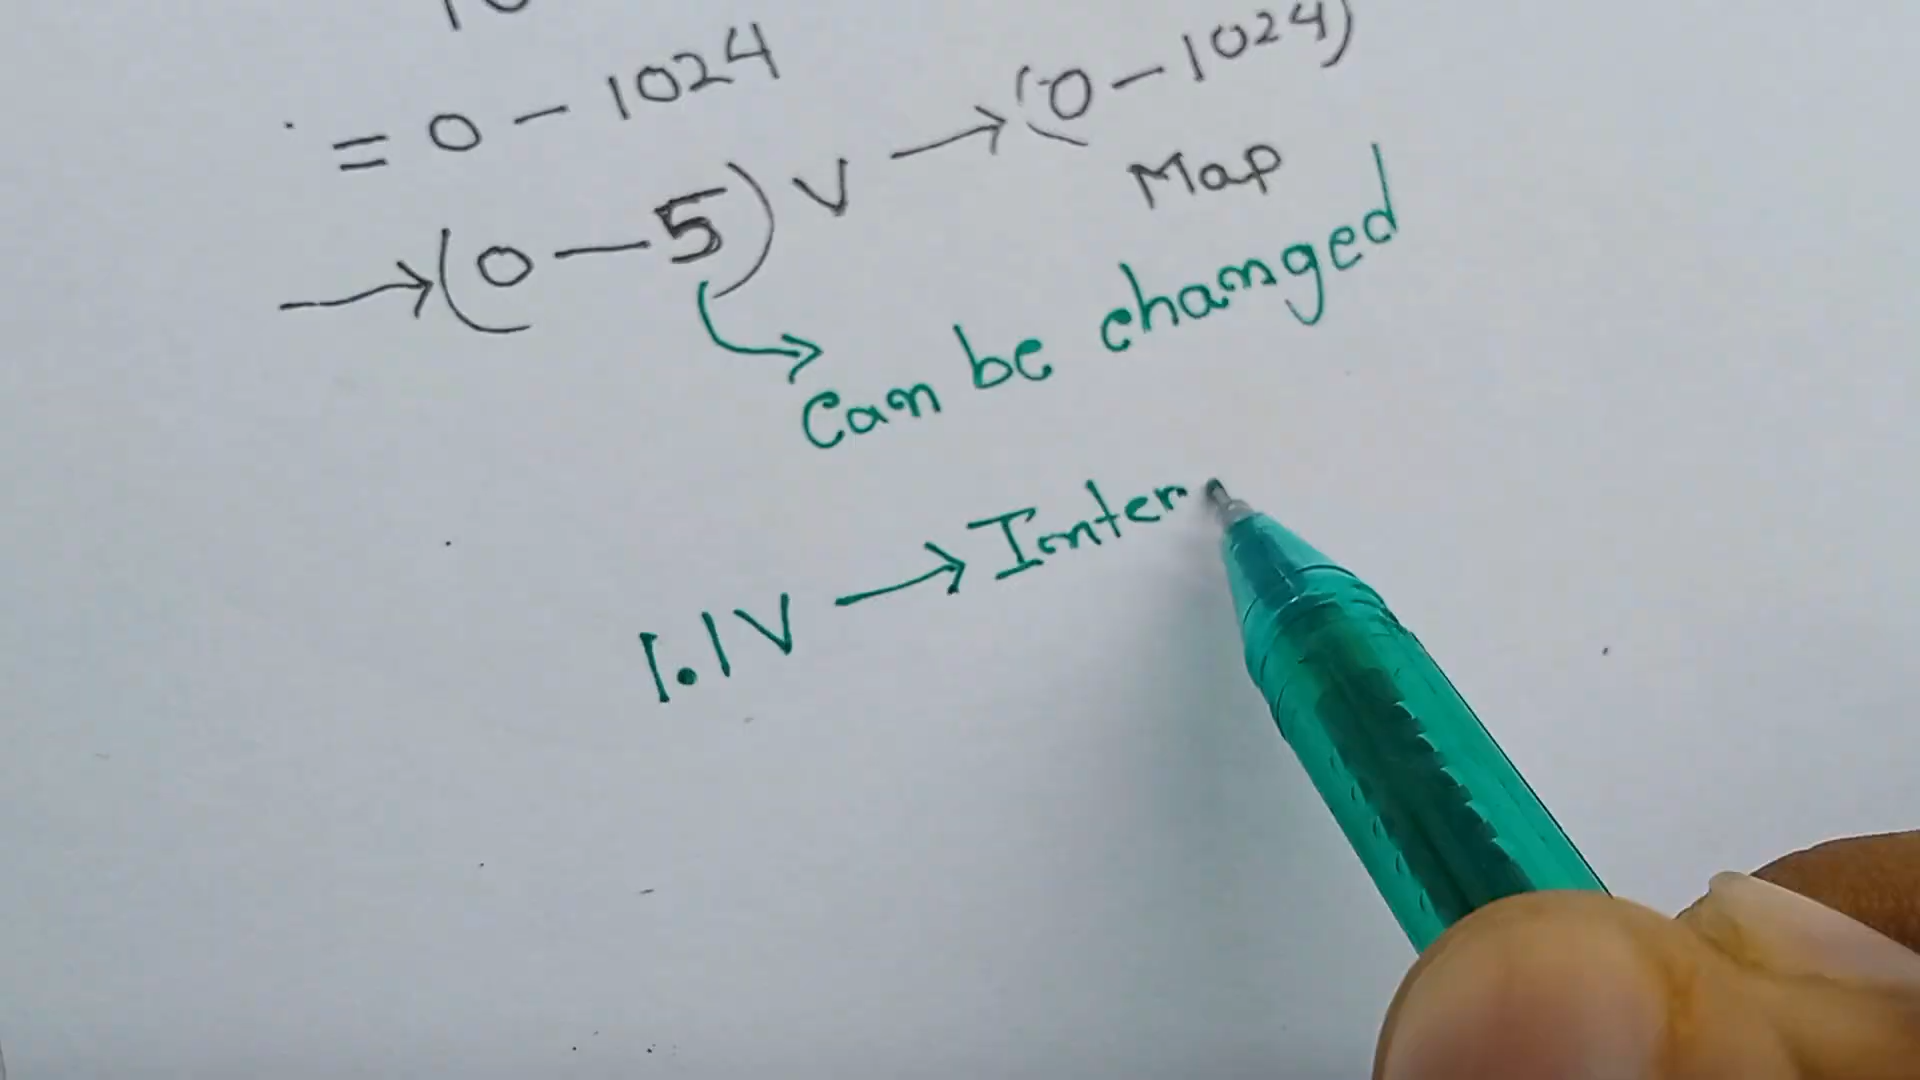 = 0 - 1024
→ (0 - 5) V → (0 - 1024)
Map
Can be changed
1.1V → Inter